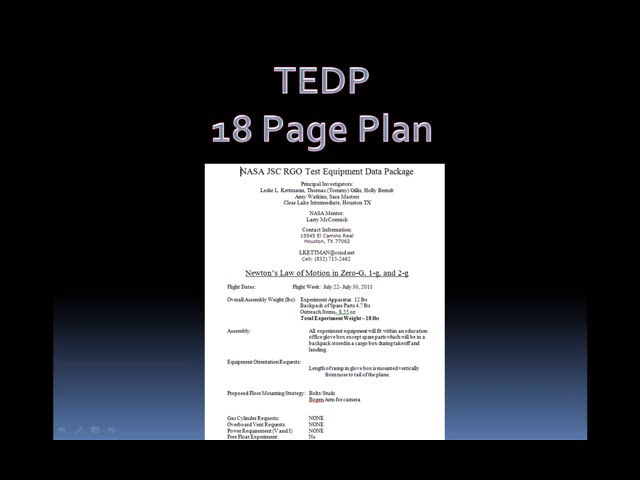 TEDP
18 Page Plan
NASA JSC RGO Test Equipment Data Package
Principal Investigators:
Leslie L. Kettmann, Thomas (Tommy) Gillis, Holly Berndt
Amy Watkins, Sara Masters
Clear Lake Intermediate, Houston TX
NASA Mentor:
Larry McCormick
Contact Information:
15545 El Camino Real
Houston, TX 77062
LKETTMAN@ccisd.net
Cell: (832) 715-2462
Newton's Law of Motion in Zero-G, 1-g, and 2-g
Flight Dates: Flight Week: July 22- July 30, 2011
Overall Assembly Weight (lbs): Experiment Apparatus 12 lbs
Backpack of Spare Parts 4.7 lbs
Outreach Items- 8.55 oz
Total Experiment Weight – 18 lbs
Assembly: All experiment equipment will fit within an education
office glove box except spare parts which will be in a
backpack stored in a cargo box during takeoff and
landing.
Equipment Orientation Requests:
Length of ramp in glove box is mounted vertically
from nose to tail of the plane.
Proposed Floor Mounting Strategy: Bolts/Studs
Bogen Arm for camera
Gas Cylinder Requests: NONE
Overboard Vent Requests: NONE
Power Requirement (V and I) NONE
Free Float Experiment: No